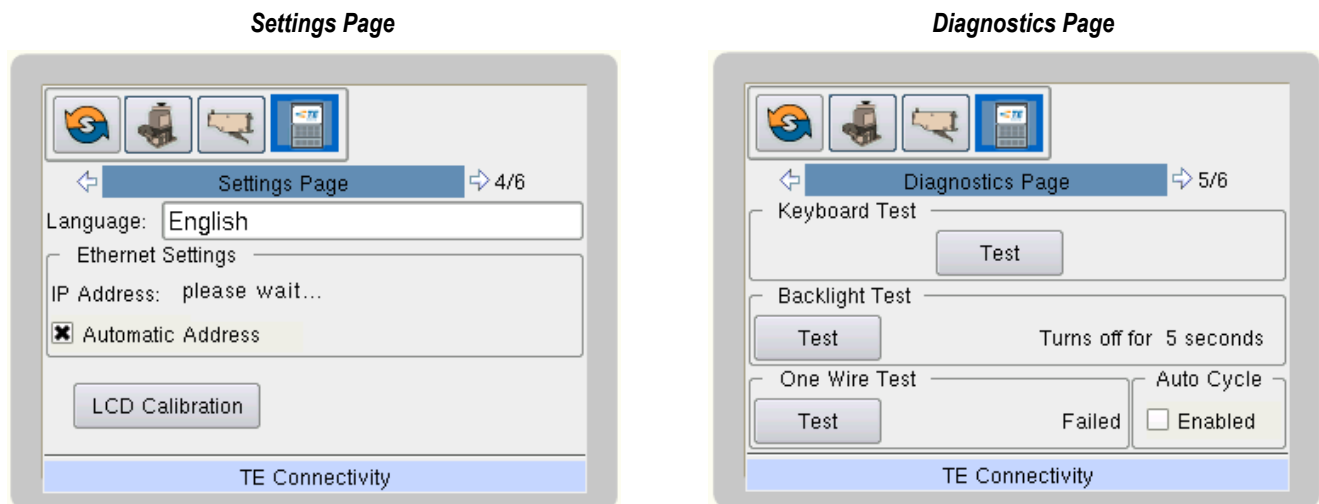 Settings Page
S
TE
Settings Page
4/6
Language: English
Ethernet Settings
IP Address: please wait...
Automatic Address
LCD Calibration
TE Connectivity
Diagnostics Page
S
TE
Diagnostics Page
5/6
Keyboard Test
Test
Backlight Test
Test Turns off for 5 seconds
One Wire Test
Test Failed
Auto Cycle
Enabled
TE Connectivity